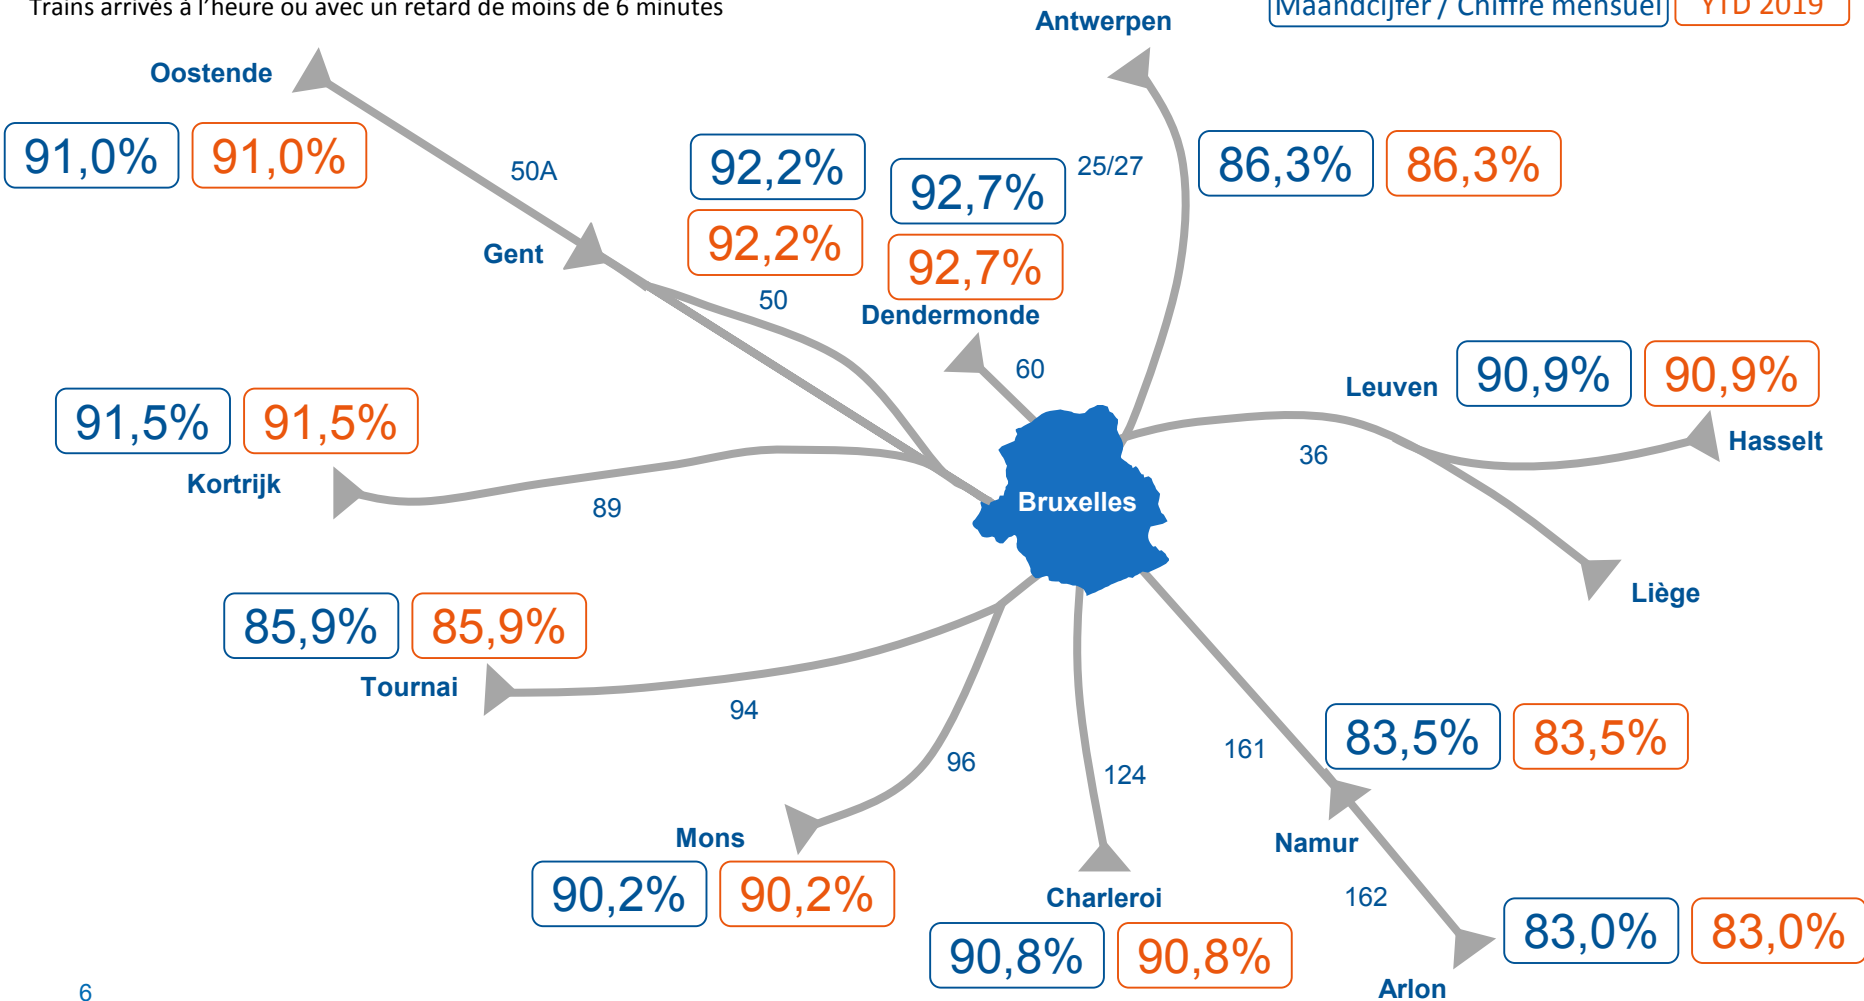 Trains arrivés à l'heure ou avec un retard de moins de 6 minutes
Maandcijfer / Chiffre mensuel
YTD 2019
Antwerpen
Oostende
91,0% 91,0%
50A
92,2%
92,2%
50
92,7%
92,7%
25/27
86,3% 86,3%
Gent
Dendermonde
60
Leuven
90,9% 90,9%
Hasselt
36
91,5% 91,5%
Kortrijk
89
Bruxelles
Liège
85,9% 85,9%
Tournai
94
96
124
161
83,5% 83,5%
Mons
90,2% 90,2%
Namur
162
Charleroi
90,8% 90,8%
83,0% 83,0%
Arlon
6